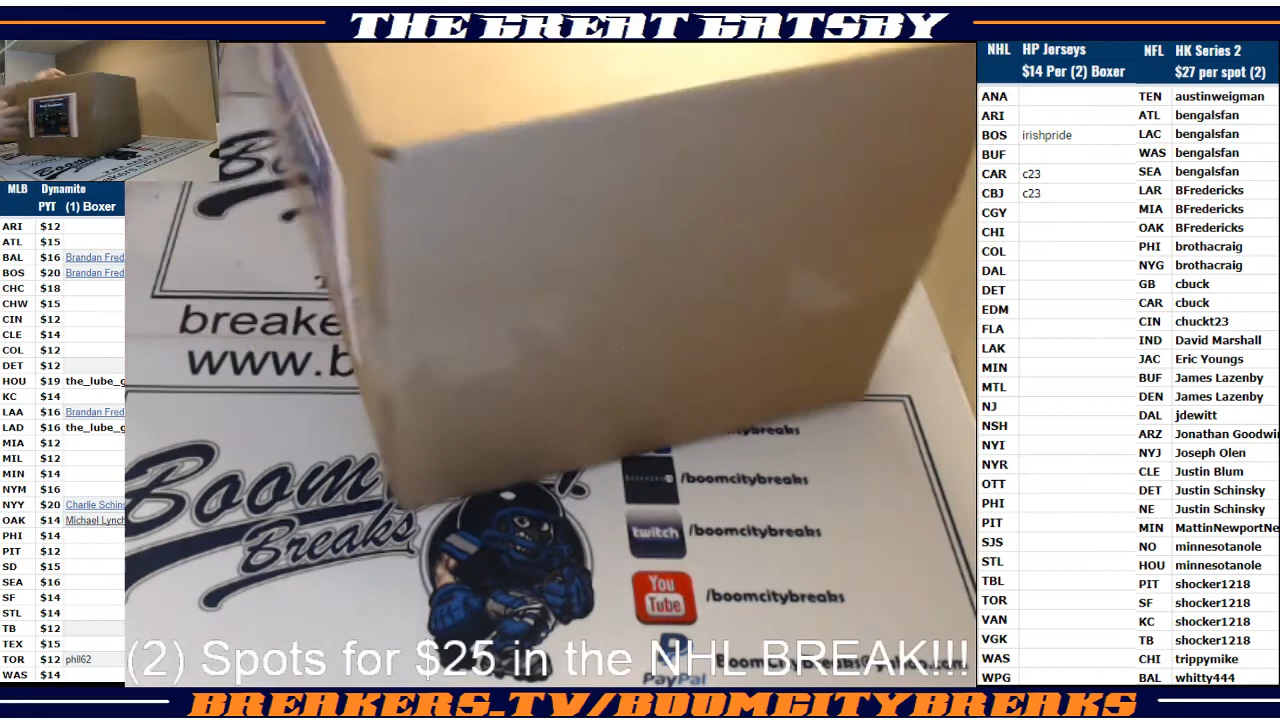 THE GREAT GATSBY
MLB Dynamite
PYT (1) Boxer
ARI $12
ATL $15
BAL $16 Brandan Fred
BOS $20 Brandan Fred
CHC $18
CHW $15
CIN $12
CLE $14
COL $12
DET $12
HOU $19 the_lube_g
KC $14
LAA $16 Brandan Fred
LAD $16 the_lube_g
MIA $12
MIL $12
MIN $14
NYM $16
NYY $20 Charlie Schins
OAK $14 Michael Lynch
PHI $14
PIT $12
SD $15
SEA $16
SF $14
STL $14
TB $12
TEX $15
TOR $12 phil62
WAS $14
breake
www.b
Boom
Breaks
breaks
/boomcitybreaks
twitch /boomcitybreaks
You Tube /boomcitybreaks
PayPal
(2) Spots for $25 in the NHL BREAK!!!
NHL HP Jerseys
$14 Per (2) Boxer
ANA
ARI
BOS irishpride
BUF
CAR c23
CBJ c23
CGY
CHI
COL
DAL
DET
EDM
FLA
LAK
MIN
MTL
NJ
NSH
NYI
NYR
OTT
PHI
PIT
SJS
STL
TBL
TOR
VAN
VGK
WAS
WPG
NFL HK Series 2
$27 per spot (2)
TEN austinweigman
ATL bengalsfan
LAC bengalsfan
WAS bengalsfan
SEA bengalsfan
LAR BFredericks
MIA BFredericks
OAK BFredericks
PHI brothacraig
NYG brothacraig
GB cbuck
CAR cbuck
CIN chuckt23
IND David Marshall
JAC Eric Youngs
BUF James Lazenby
DEN James Lazenby
DAL jdewitt
ARZ Jonathan Goodwi
NYJ Joseph Olen
CLE Justin Blum
DET Justin Schinsky
NE Justin Schinsky
MIN MattinNewportNe
NO minnesotanole
HOU minnesotanole
PIT shocker1218
SF shocker1218
KC shocker1218
TB shocker1218
CHI trippymike
BAL whitty444
BREAKERS.TV/BOOMCITYBREAKS